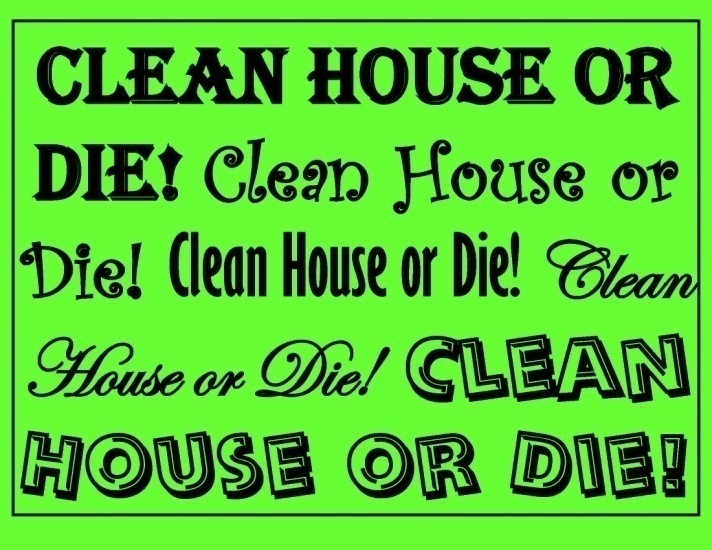 CLEAN HOUSE OR
DIE! Clean House or
Die! Clean House or Die! Clean
House or Die! CLEAN
HOUSE OR DIE!